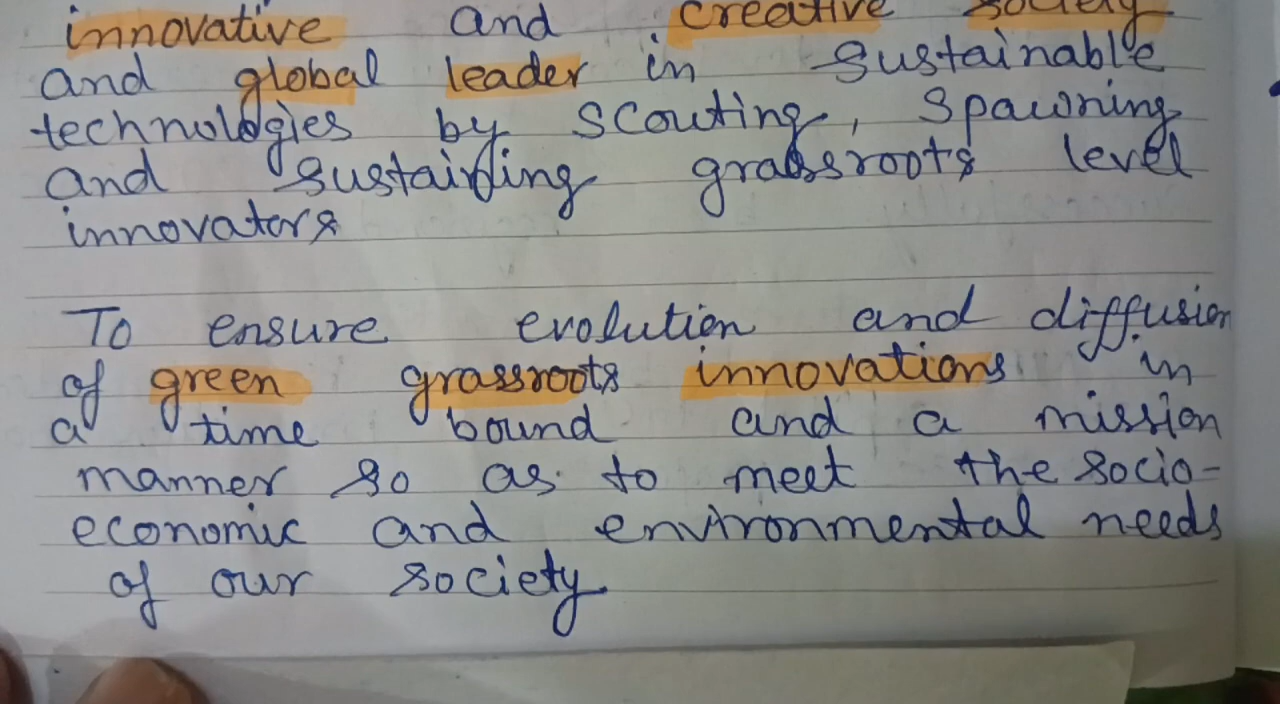 innovative and creative society
and global leader in sustainable
technologies by scouting, spawning
and sustaining grassroots level
innovators
To ensure evolution and diffusion
of green grassroots innovations in
a time bound and a mission
manner so as to meet the socio-
economic and environmental needs
of our society